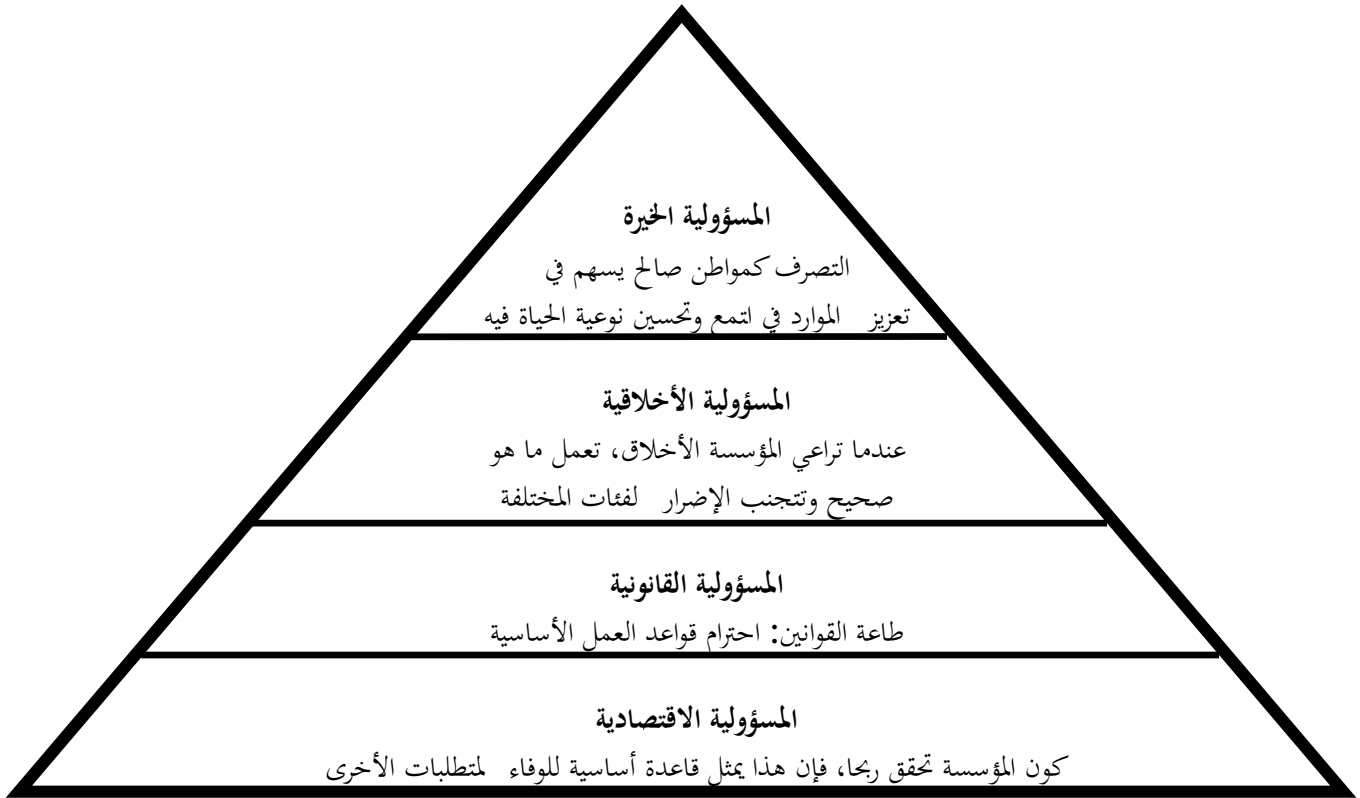 المسؤولية الخيرة
التصرف كمواطن صالح يسهم في
تعزيز الموارد في اتمع وتحسين نوعية الحياة فيه
المسؤولية الأخلاقية
عندما تراعي المؤسسة الأخلاق، تعمل ما هو
صحيح وتتجنب الإضرار لفئات المختلفة
المسؤولية القانونية
طاعة القوانين: احترام قواعد العمل الأساسية
المسؤولية الاقتصادية
كون المؤسسة تحقق ربحا، فإن هذا يمثل قاعدة أساسية للوفاء لمتطلبات الأخرى